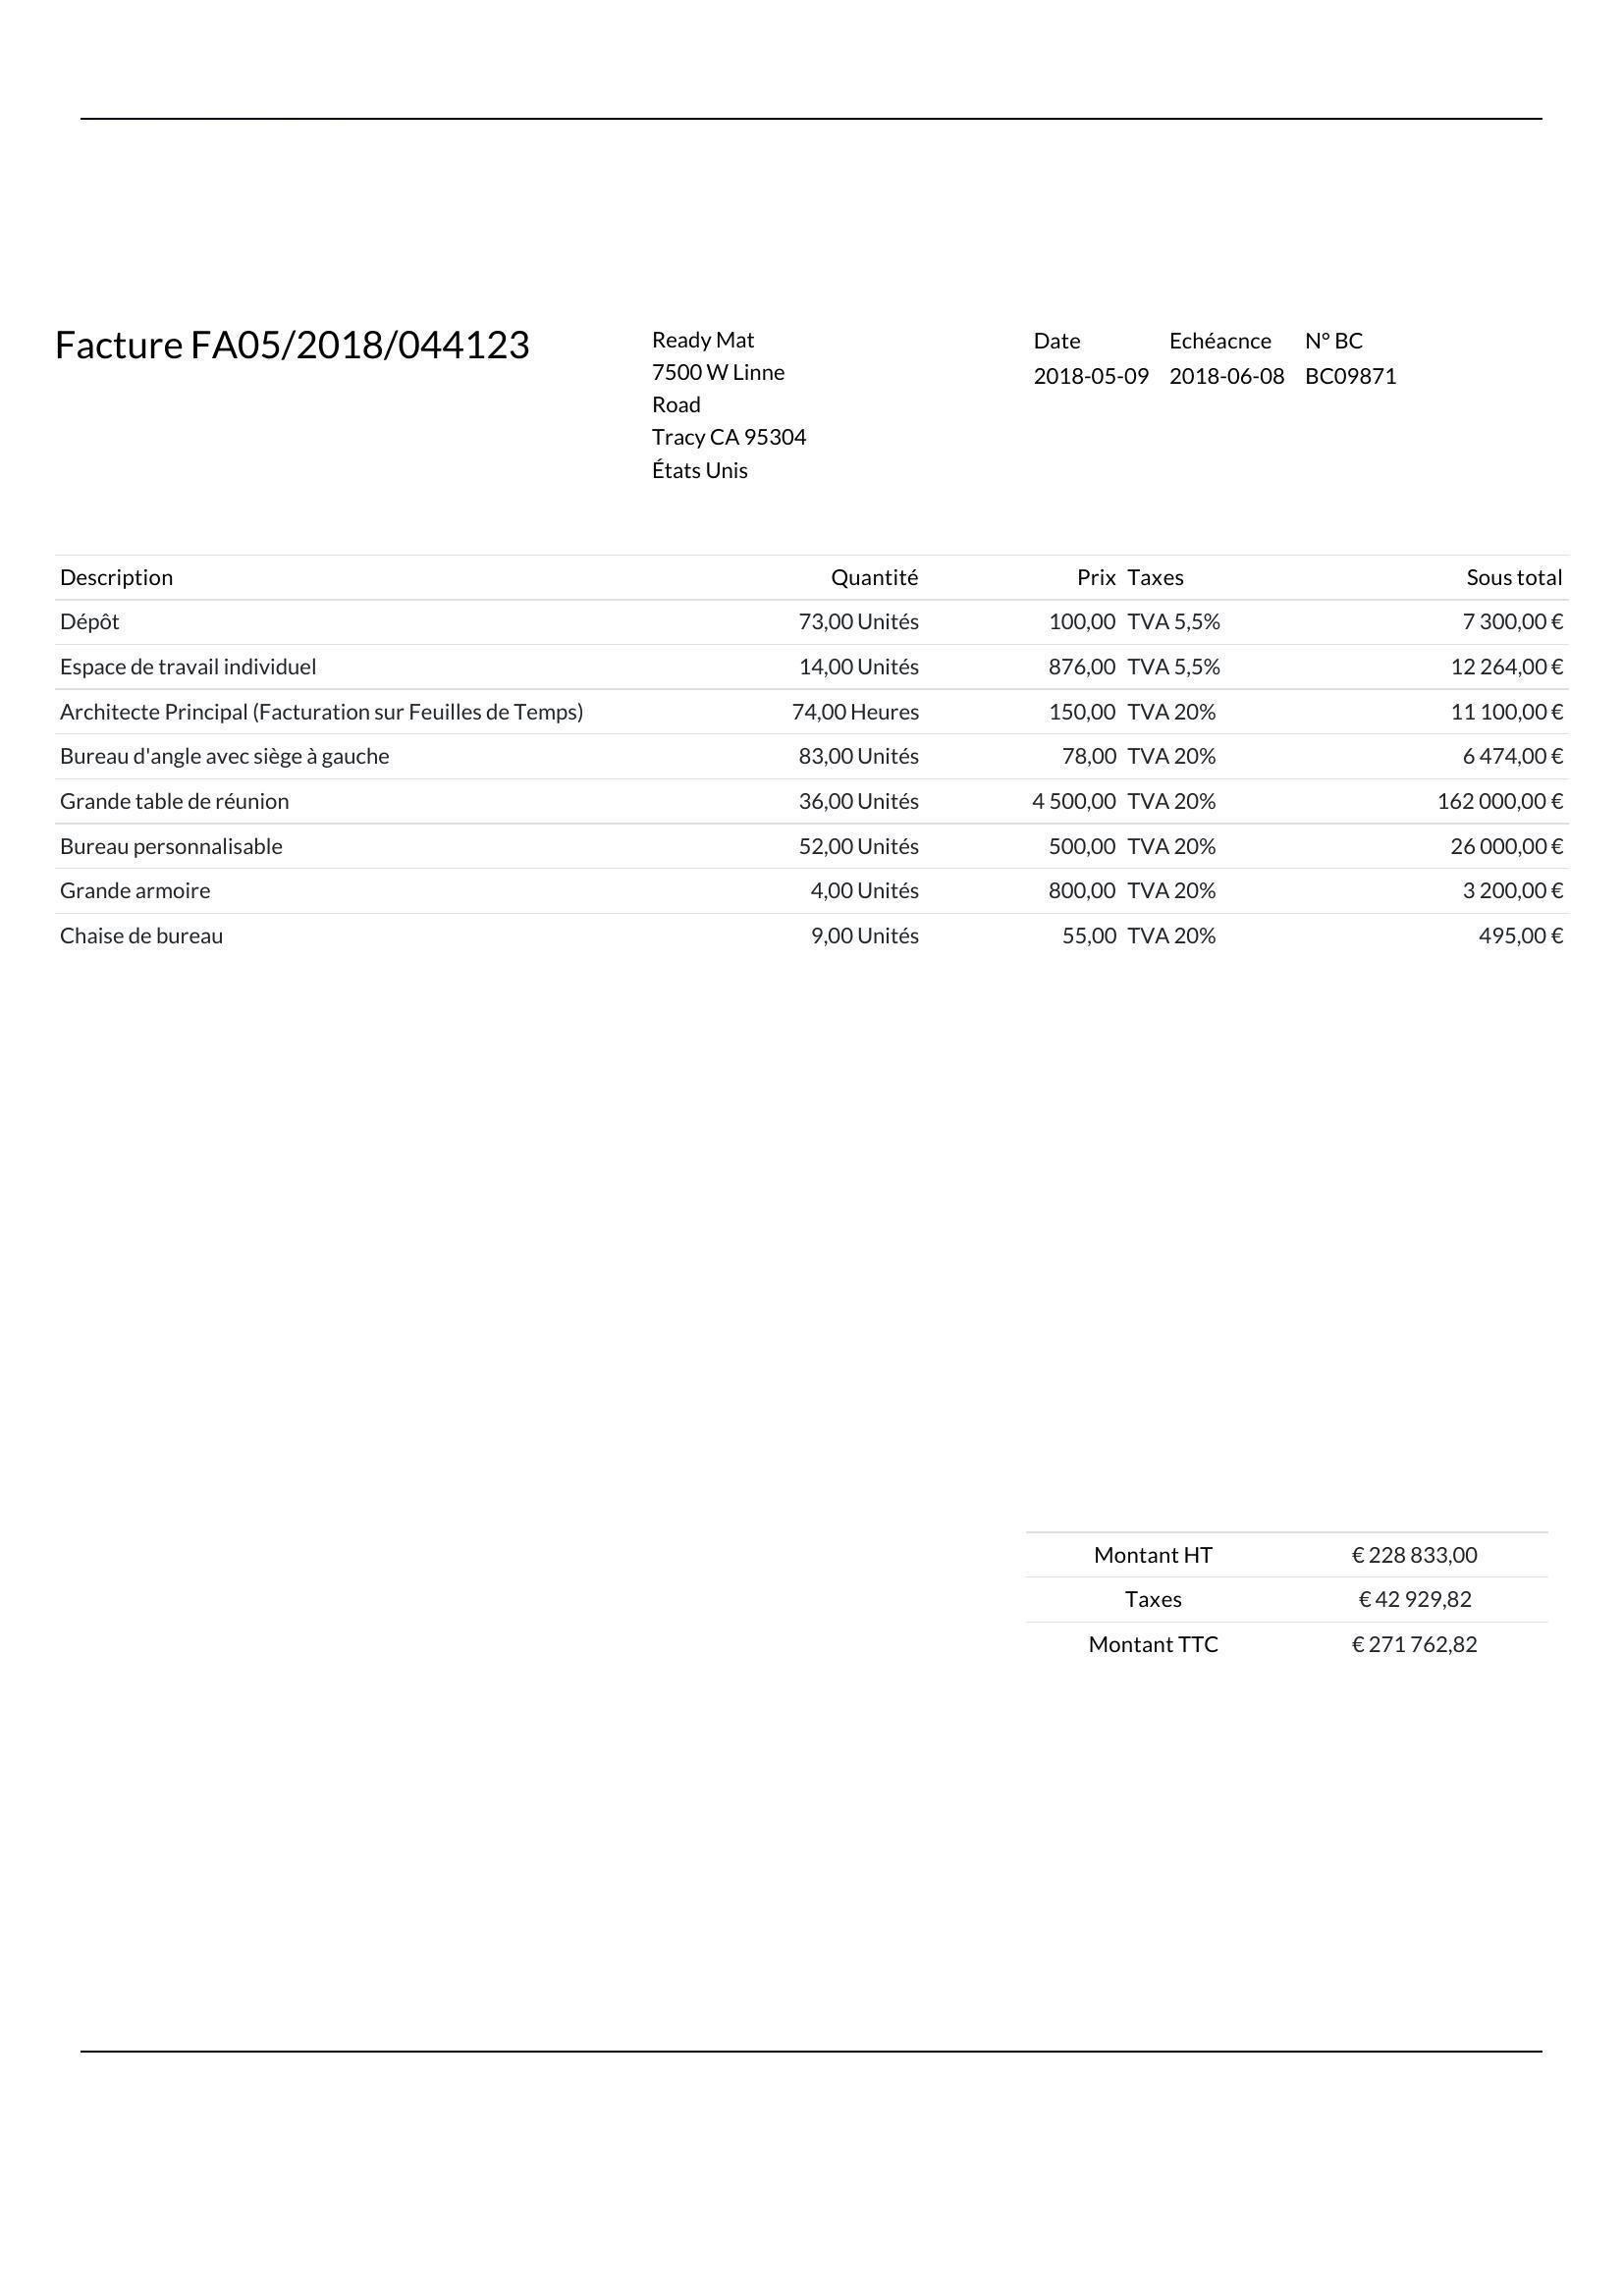 Facture FA05/2018/044123
Ready Mat
7500 W Linne
Road
Tracy CA 95304
États Unis
Date Echéacnce N° BC
2018-05-09 2018-06-08 BC09871
Description Quantité Prix Taxes Sous total
Dépôt 73,00 Unités 100,00 TVA 5,5% 7 300,00 €
Espace de travail individuel 14,00 Unités 876,00 TVA 5,5% 12 264,00 €
Architecte Principal (Facturation sur Feuilles de Temps) 74,00 Heures 150,00 TVA 20% 11 100,00 €
Bureau d'angle avec siège à gauche 83,00 Unités 78,00 TVA 20% 6 474,00 €
Grande table de réunion 36,00 Unités 4 500,00 TVA 20% 162 000,00 €
Bureau personnalisable 52,00 Unités 500,00 TVA 20% 26 000,00 €
Grande armoire 4,00 Unités 800,00 TVA 20% 3 200,00 €
Chaise de bureau 9,00 Unités 55,00 TVA 20% 495,00 €
Montant HT € 228 833,00
Taxes € 42 929,82
Montant TTC € 271 762,82